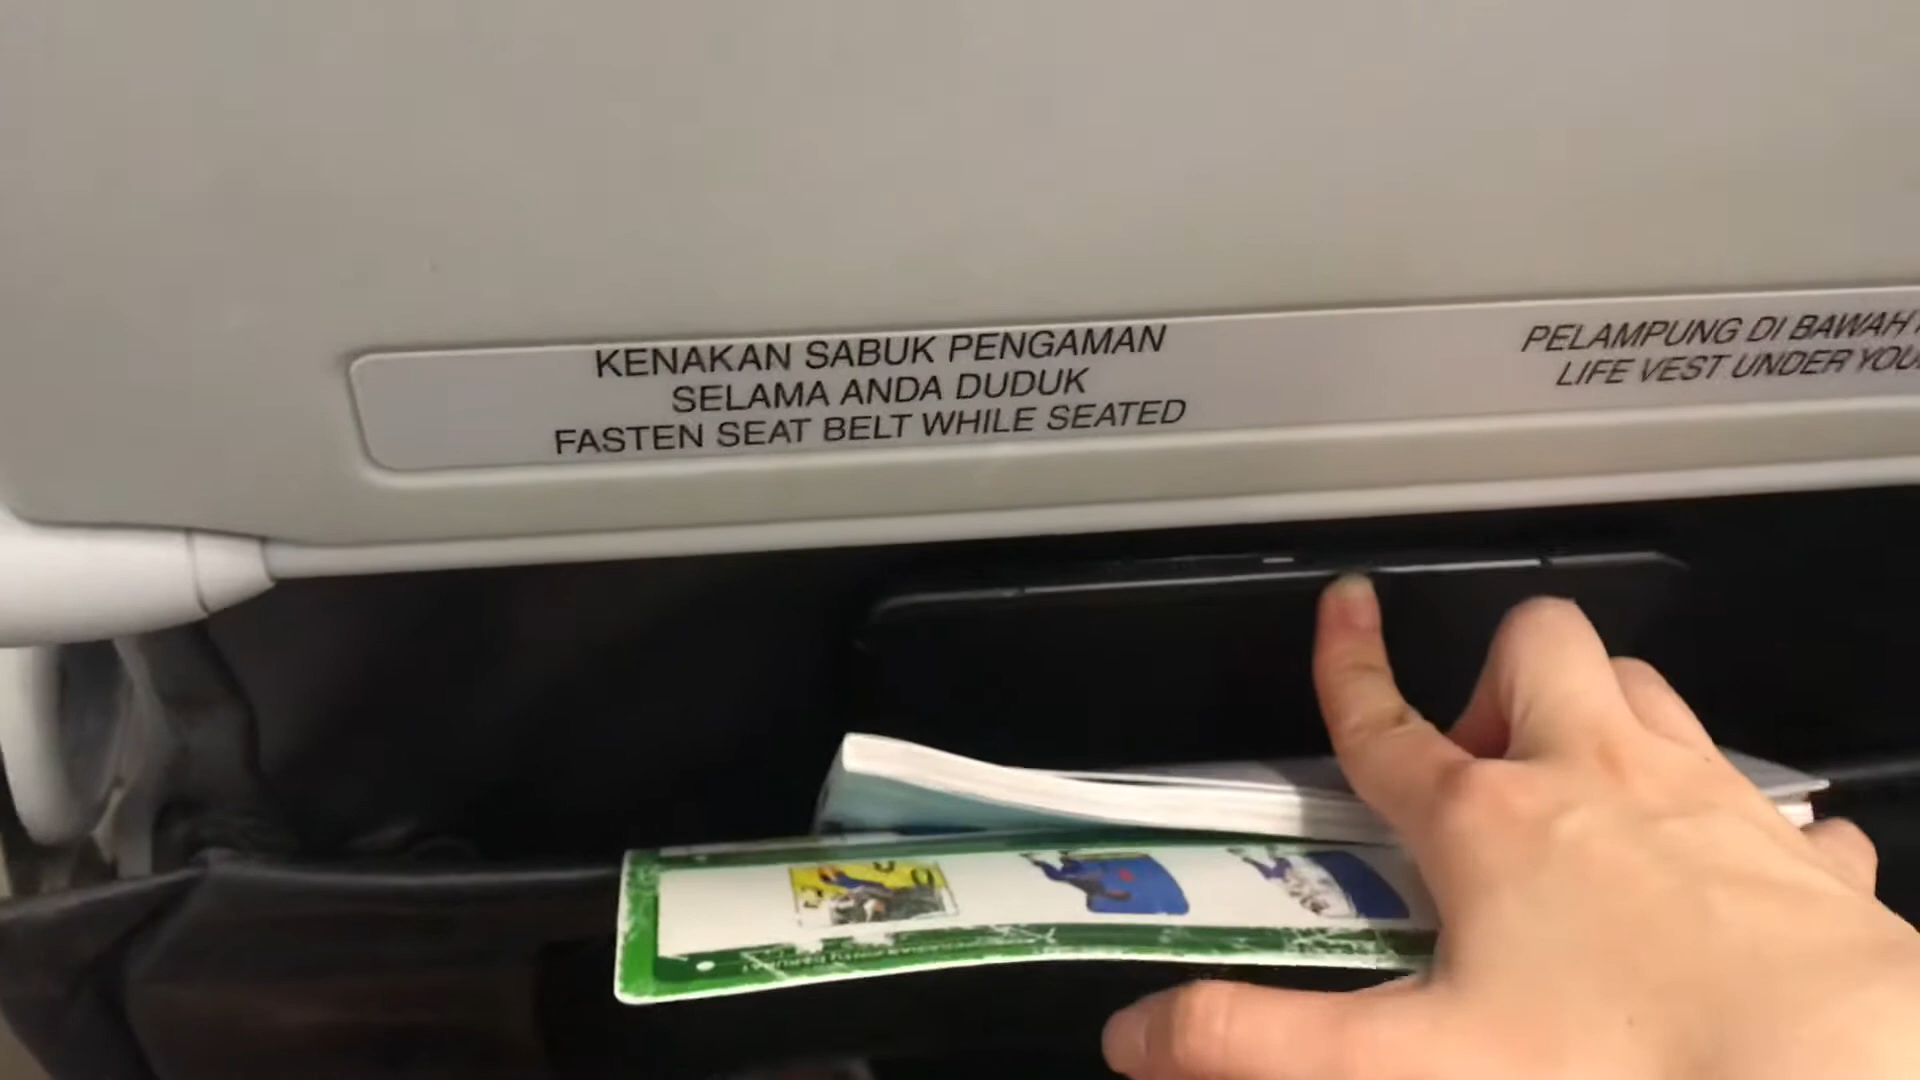 KENAKAN SABUK PENGAMAN
SELAMA ANDA DUDUK
FASTEN SEAT BELT WHILE SEATED
PELAMPUNG DI BAWAH
LIFE VEST UNDER